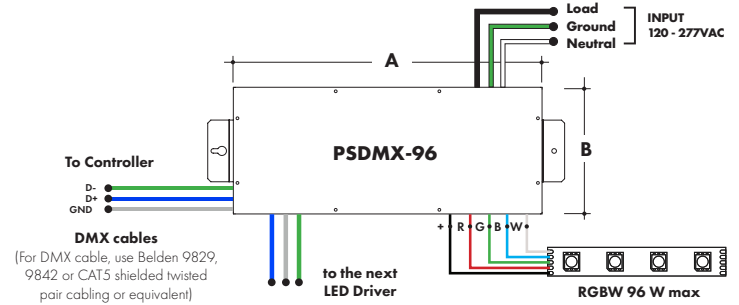 Load
Ground
Neutral
INPUT
120 - 277VAC
A
PSDMX-96
B
To Controller
D-
D+
GND
DMX cables
(For DMX cable, use Belden 9829,
9842 or CAT5 shielded twisted
pair cabling or equivalent)
to the next
LED Driver
+ R G B W
RGBW 96 W max